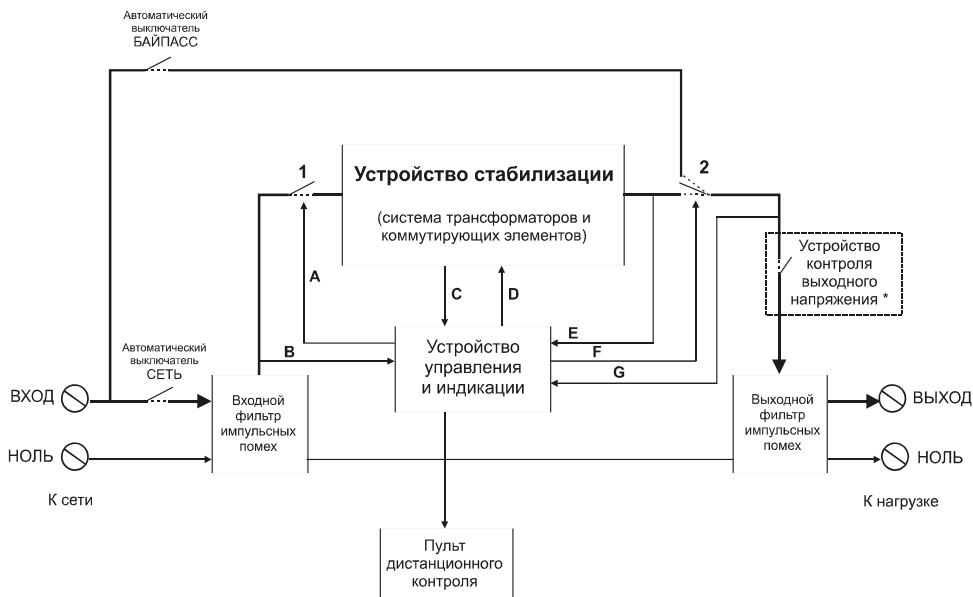 Автоматический
выключатель
БАЙПАСС
1
Устройство стабилизации
(система трансформаторов и
коммутирующих элементов)
2
Устройство
контроля
выходного
напряжения *
A
C
D
E
B
F
G
Устройство
управления
и индикации
Автоматический
выключатель
СЕТЬ
ВХОД
Входной
фильтр
импульсных
помех
Выходной
фильтр
импульсных
помех
ВЫХОД
НОЛЬ
НОЛЬ
К сети
К нагрузке
Пульт
дистанционного
контроля